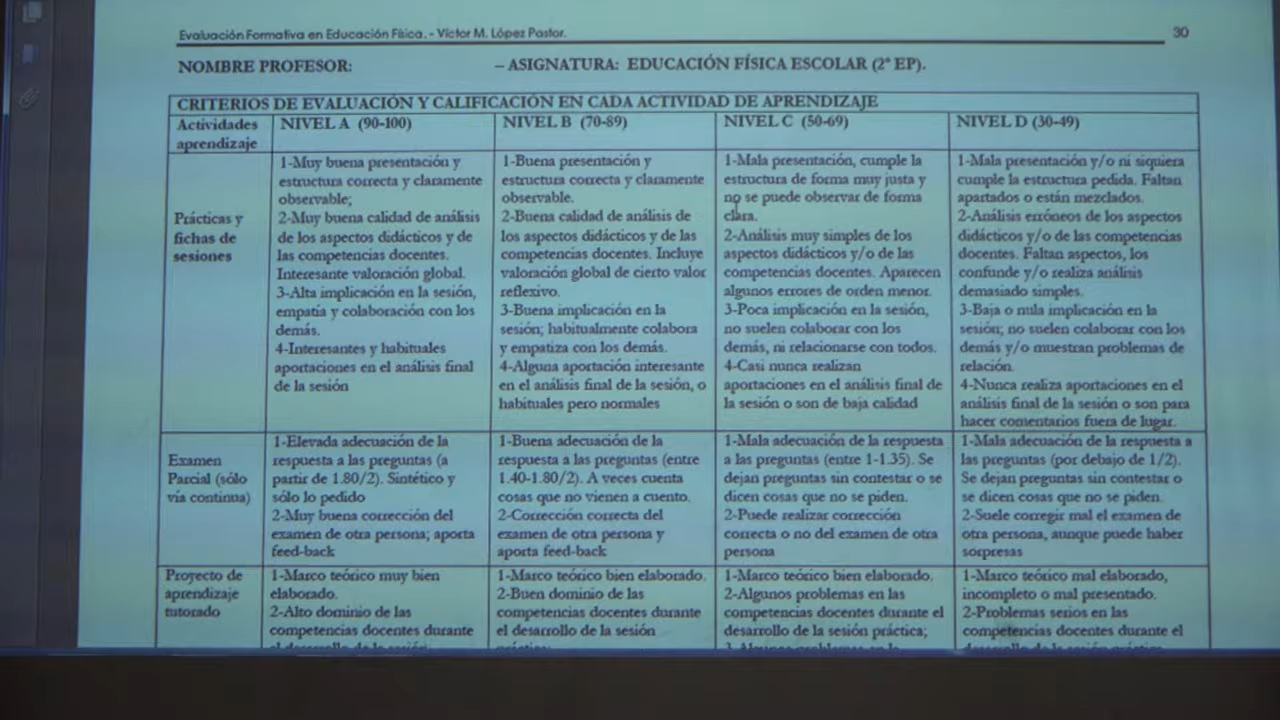 Evaluación Formativa en Educación Física. - Víctor M. López Pastor.
30
NOMBRE PROFESOR:
– ASIGNATURA: EDUCACIÓN FÍSICA ESCOLAR (2º EP).
CRITERIOS DE EVALUACIÓN Y CALIFICACIÓN EN CADA ACTIVIDAD DE APRENDIZAJE
Actividades
aprendizaje
NIVEL A (90-100)
NIVEL B (70-89)
NIVEL C (50-69)
NIVEL D (30-49)
Prácticas y
fichas de
sesiones
1-Muy buena presentación y
estructura correcta y claramente
observable;
2-Muy buena calidad de análisis
de los aspectos didácticos y de
las competencias docentes.
Interesante valoración global.
3-Alta implicación en la sesión,
empatía y colaboración con los
demás.
4-Interesantes y habituales
aportaciones en el análisis final
de la sesión
1-Buena presentación y
estructura correcta y claramente
observable.
2-Buena calidad de análisis de
los aspectos didácticos y de las
competencias docentes. Incluye
valoración global de cierto valor
reflexivo.
3-Buena implicación en la
sesión; habitualmente colabora
y empatiza con los demás.
4-Alguna aportación interesante
en el análisis final de la sesión, o
habituales pero normales
1-Mala presentación, cumple la
estructura de forma muy justa y
no se puede observar de forma
clara.
2-Análisis muy simples de los
aspectos didácticos y/o de las
competencias docentes. Aparecen
algunos errores de orden menor.
3-Poca implicación en la sesión,
no suelen colaborar con los
demás, ni relacionarse con todos.
4-Casi nunca realizan
aportaciones en el análisis final de
la sesión o son de baja calidad
1-Mala presentación y/o ni siquiera
cumple la estructura pedida. Faltan
apartados o están mezclados.
2-Análisis erróneos de los aspectos
didácticos y/o de las competencias
docentes. Faltan aspectos, los
confunde y/o realiza análisis
demasiado simples.
3-Baja o nula implicación en la
sesión; no suelen colaborar con los
demás y/o muestran problemas de
relación.
4-Nunca realiza aportaciones en el
análisis final de la sesión o son para
hacer comentarios fuera de lugar.
Examen
Parcial (sólo
vía continua)
1-Elevada adecuación de la
respuesta a las preguntas (a
partir de 1.80/2). Sintético y
sólo lo pedido
2-Muy buena corrección del
examen de otra persona; aporta
feed-back
1-Buena adecuación de la
respuesta a las preguntas (entre
1.40-1.80/2). A veces cuenta
cosas que no vienen a cuento.
2-Corrección correcta del
examen de otra persona y
aporta feed-back
1-Mala adecuación de la respuesta
a las preguntas (entre 1-1.35). Se
dejan preguntas sin contestar o se
dicen cosas que no se piden.
2-Puede realizar corrección
correcta o no del examen de otra
persona
1-Mala adecuación de la respuesta a
las preguntas (por debajo de 1/2).
Se dejan preguntas sin contestar o
se dicen cosas que no se piden.
2-Suele corregir mal el examen de
otra persona, aunque puede haber
sorpresas
Proyecto de
aprendizaje
tutorado
1-Marco teórico muy bien
elaborado.
2-Alto dominio de las
competencias docentes durante
el desarrollo de la sesión
1-Marco teórico bien elaborado.
2-Buen dominio de las
competencias docentes durante
el desarrollo de la sesión
1-Marco teórico bien elaborado.
2-Algunos problemas en las
competencias docentes durante el
desarrollo de la sesión práctica;
1-Marco teórico mal elaborado,
incompleto o mal presentado.
2-Problemas serios en las
competencias docentes durante el